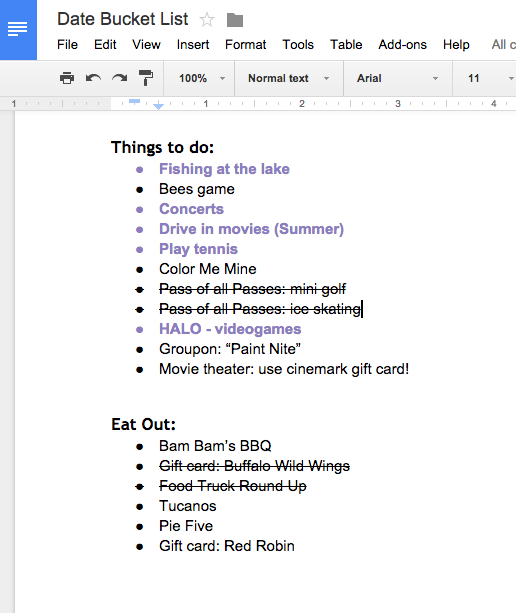 Date Bucket List
File Edit View Insert Format Tools Table Add-ons Help All c
100% Normal text Arial 11
1 1 2 3 4
Things to do:
● Fishing at the lake
● Bees game
● Concerts
● Drive in movies (Summer)
● Play tennis
● Color Me Mine
● Pass of all Passes: mini golf
● Pass of all Passes: ice skating
● HALO - videogames
● Groupon: “Paint Nite”
● Movie theater: use cinemark gift card!
Eat Out:
● Bam Bam’s BBQ
● Gift card: Buffalo Wild Wings
● Food Truck Round Up
● Tucanos
● Pie Five
● Gift card: Red Robin